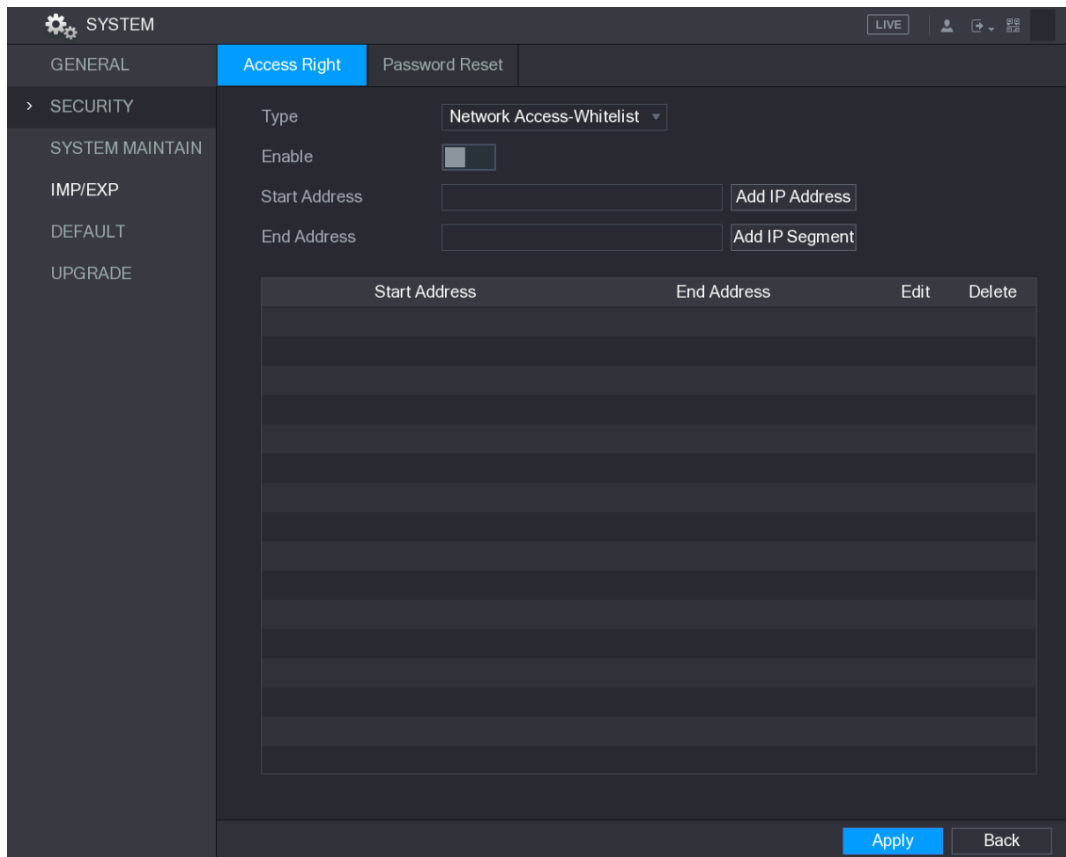 SYSTEM
LIVE
GENERAL
Access Right
Password Reset
> SECURITY
SYSTEM MAINTAIN
IMP/EXP
DEFAULT
UPGRADE
Type
Network Access-Whitelist
Enable
Start Address
Add IP Address
End Address
Add IP Segment
Start Address End Address Edit Delete
Apply
Back